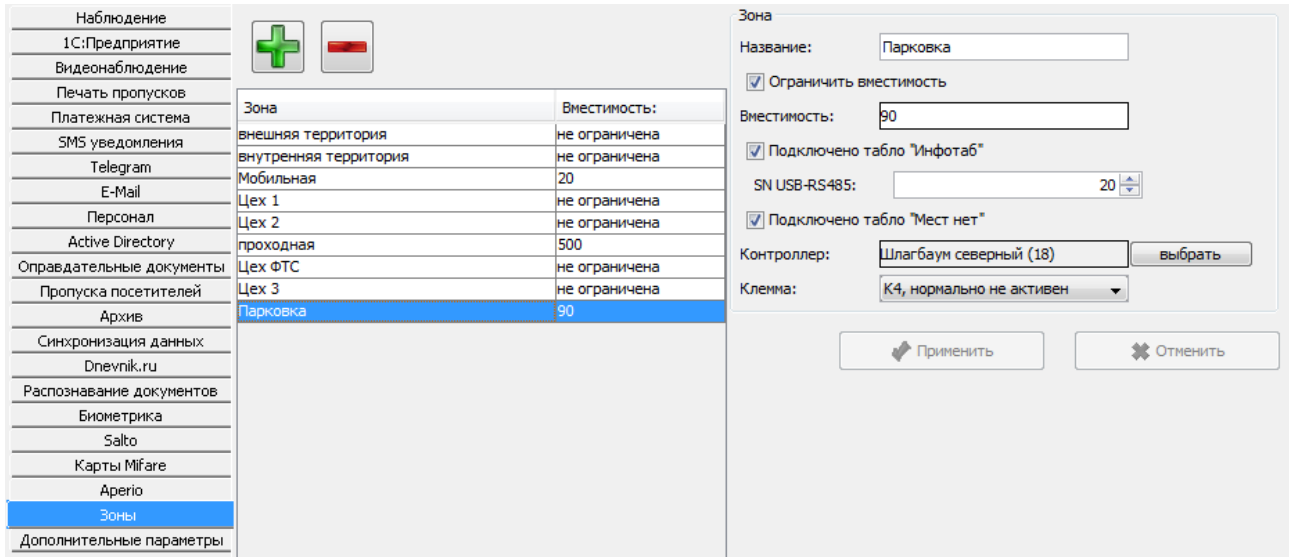 Наблюдение
1С:Предприятие
Видеонаблюдение
Печать пропусков
Платежная система
SMS уведомления
Telegram
E-Mail
Персонал
Active Directory
Оправдательные документы
Пропуска посетителей
Архив
Синхронизация данных
Dnevnik.ru
Распознавание документов
Биометрика
Salto
Карты Mifare
Aperio
Зоны
Дополнительные параметры
Зона Вместимость:
внешняя территория не ограничена
внутренняя территория не ограничена
Мобильная 20
Цех 1 не ограничена
Цех 2 не ограничена
проходная 500
Цех ФТС не ограничена
Цех 3 не ограничена
Парковка 90
Зона
Название: Парковка
Ограничить вместимость
Вместимость: 90
Подключено табло "Инфотаб"
SN USB-RS485: 20
Подключено табло "Мест нет"
Контроллер: Шлагбаум северный (18) выбрать
Клемма: К4, нормально не активен
Применить Отменить